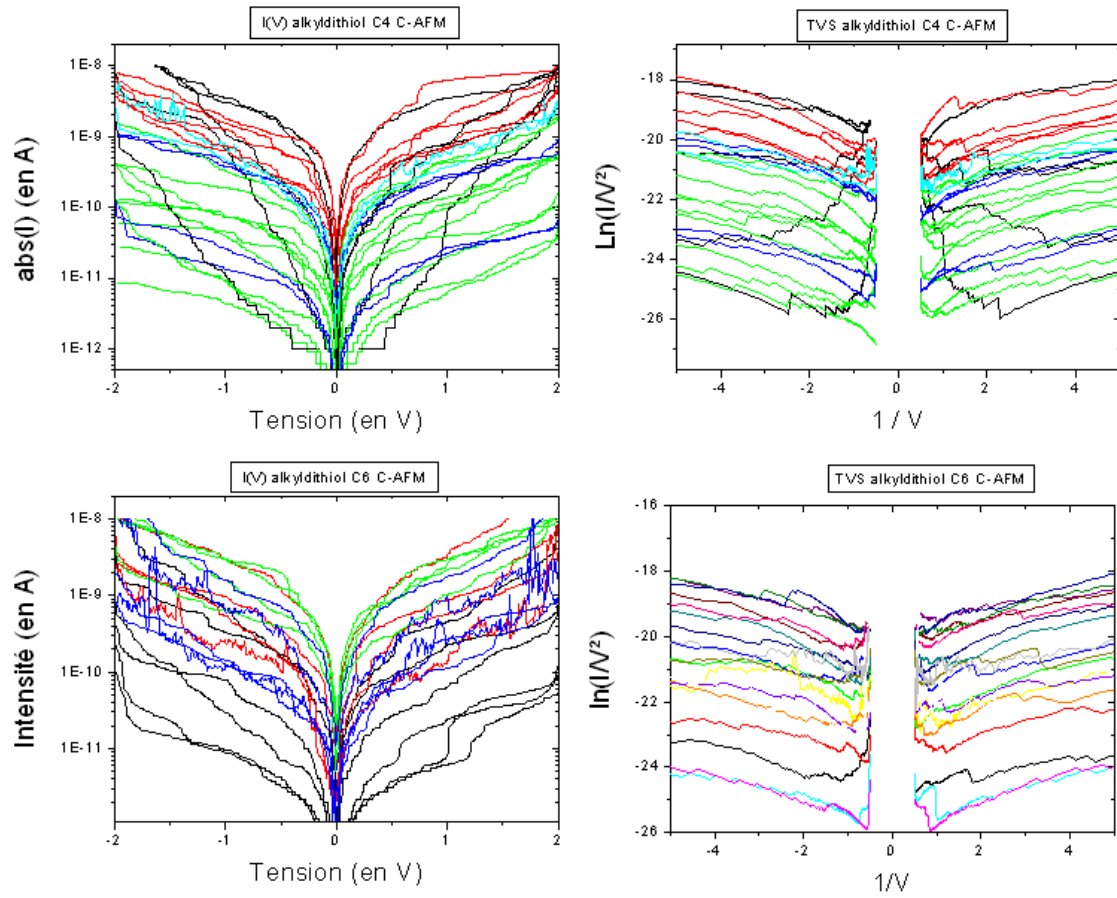 I(V) alkyldithiol C4 C-AFM
abs(I) (en A)
1E-8
1E-9
1E-10
1E-11
1E-12
-2 -1 0 1 2
Tension (en V)
TVS alkyldithiol C4 C-AFM
Ln(I/V²)
-18
-20
-22
-24
-26
-4 -2 0 2 4
1 / V
I(V) alkyldithiol C6 C-AFM
Intensité (en A)
1E-8
1E-9
1E-10
1E-11
-2 -1 0 1 2
Tension (en V)
TVS alkyldithiol C6 C-AFM
ln(I/V²)
-16
-18
-20
-22
-24
-26
-4 -2 0 2 4
1/V